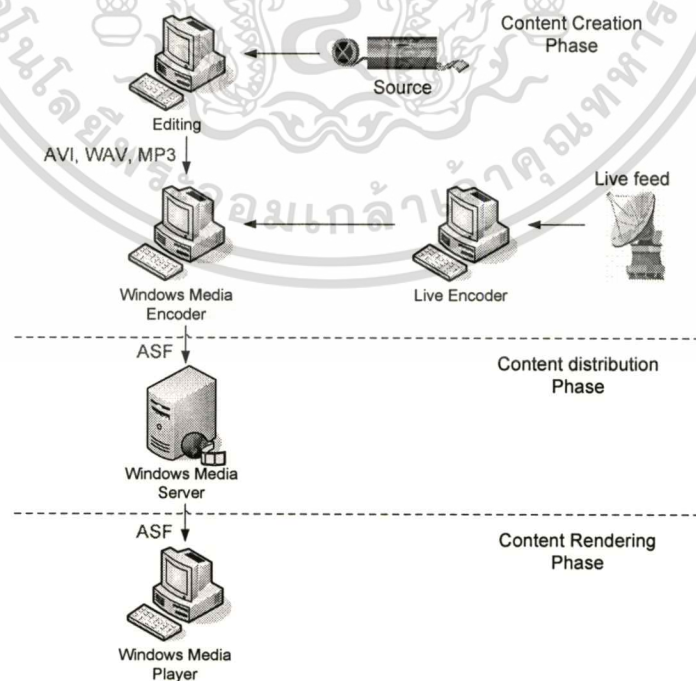 Content Creation
Phase
Source
Editing
AVI, WAV, MP3
Live feed
Windows Media
Encoder
Live Encoder
ASF
Content distribution
Phase
Windows Media
Server
ASF
Content Rendering
Phase
Windows Media
Player